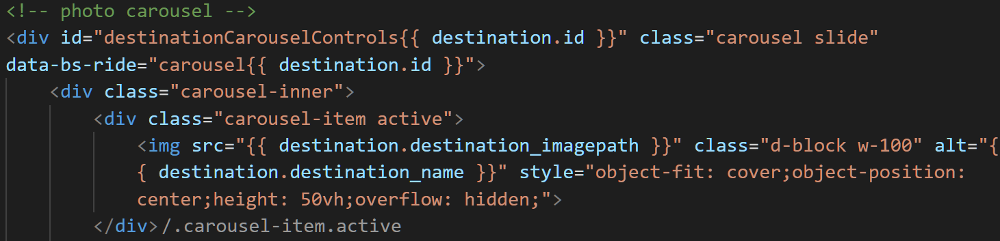 <!-- photo carousel -->
<div id="destinationCarouselControls{{ destination.id }}" class="carousel slide"
data-bs-ride="carousel{{ destination.id }}">
<div class="carousel-inner">
<div class="carousel-item active">
<img src="{{ destination.destination_imagepath }}" class="d-block w-100" alt="{
{ destination.destination_name }}" style="object-fit: cover;object-position:
center;height: 50vh;overflow: hidden;">
</div>/.carousel-item.active